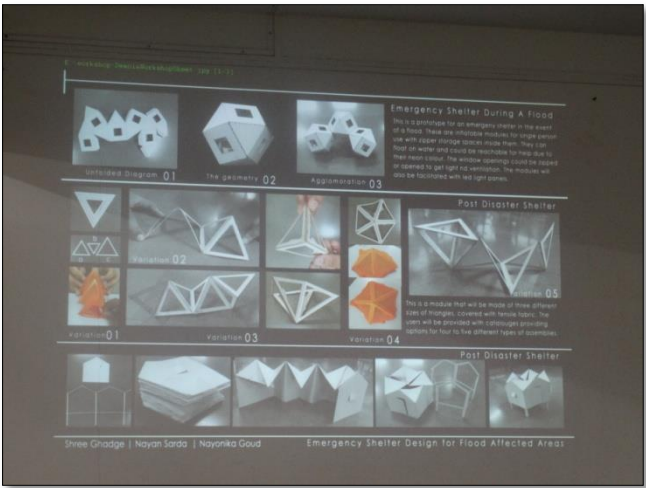 Emergency Shelter During A Flood
This is a prototype for an emergency shelter in the event
of a flood. These are inflatable modules for single person
use with upper storage spaces inside them. They can
float on water and could be reachable for help due to
their neon colour. The window openings could be zipped
or opened to get light nd ventilation. The modules will
also be facilitated with led light panels.
Unfolded Diagram 01
The geometry 02
Agglomoration 03
Post Disaster Shelter
Variation 02
Variation 05
This is a module that will be made of three different
sizes of triangles, covered with tensile fabric. The
users will be provided with catalouges providing
options for four to five different types of assemblies
Variation 01
Variation 03
Variation 04
Post Disaster Shelter
Shree Ghadge | Nayan Sarda | Nayonika Goud
Emergency Shelter Design for Flood Affected Areas